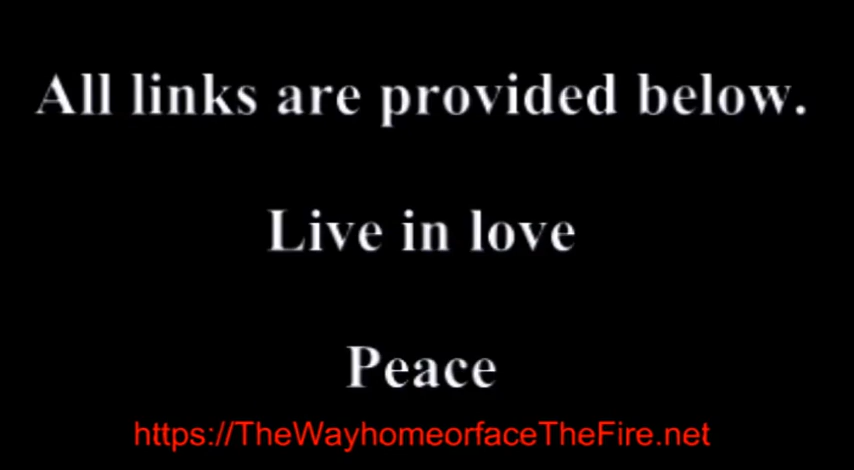 All links are provided below.
Live in love
Peace
https://TheWayhomeorfaceTheFire.net